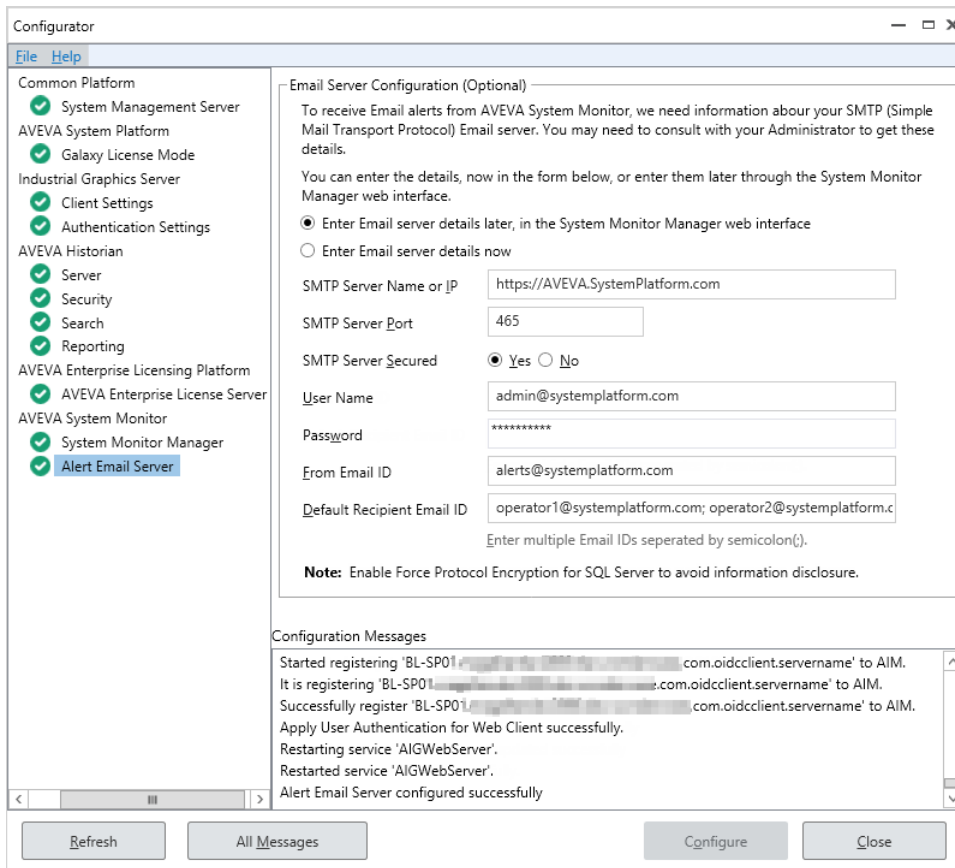 Configurator
File Help
Common Platform
System Management Server
AVEVA System Platform
Galaxy License Mode
Industrial Graphics Server
Client Settings
Authentication Settings
AVEVA Historian
Server
Security
Search
Reporting
AVEVA Enterprise Licensing Platform
AVEVA Enterprise License Server
AVEVA System Monitor
System Monitor Manager
Alert Email Server
Email Server Configuration (Optional)
To receive Email alerts from AVEVA System Monitor, we need information abour your SMTP (Simple
Mail Transport Protocol) Email server. You may need to consult with your Administrator to get these
details.
You can enter the details, now in the form below, or enter them later through the System Monitor
Manager web interface.
Enter Email server details later, in the System Monitor Manager web interface
Enter Email server details now
SMTP Server Name or IP https://AVEVA.SystemPlatform.com
SMTP Server Port 465
SMTP Server Secured Yes No
User Name admin@systemplatform.com
Password **********
From Email ID alerts@systemplatform.com
Default Recipient Email ID operator1@systemplatform.com; operator2@systemplatform.c
Enter multiple Email IDs seperated by semicolon(;).
Note: Enable Force Protocol Encryption for SQL Server to avoid information disclosure.
Configuration Messages
Started registering 'BL-SP01. .com.oidcclient.servername' to AIM.
It is registering 'BL-SP01. .com.oidcclient.servername' to AIM.
Successfully register 'BL-SP01. .com.oidcclient.servername' to AIM.
Apply User Authentication for Web Client successfully.
Restarting service 'AIGWebServer'.
Restarted service 'AIGWebServer'.
Alert Email Server configured successfully
Refresh All Messages Configure Close